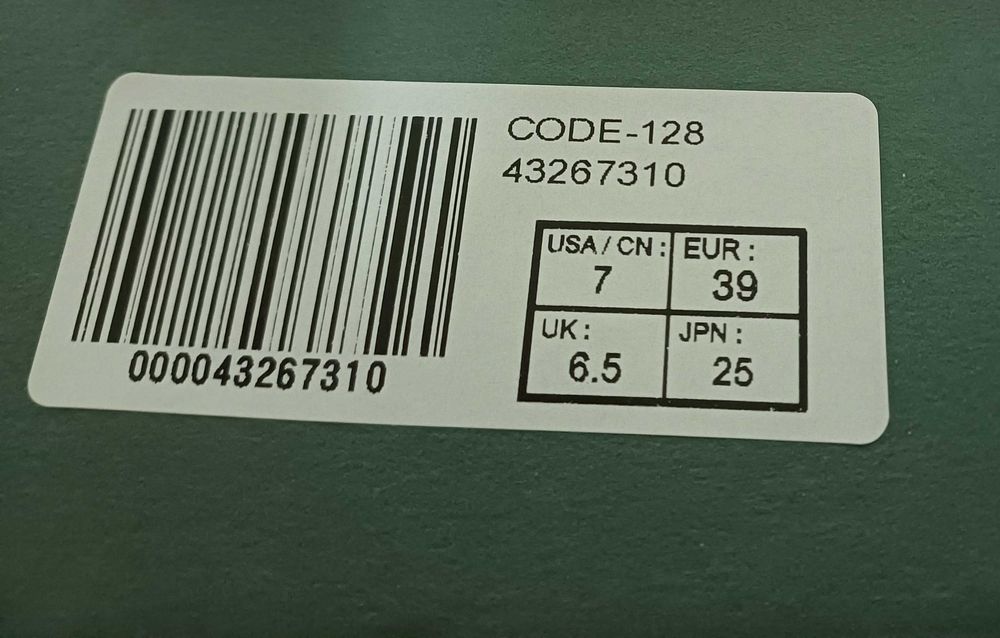 CODE-128
43267310
000043267310
USA/CN: EUR:
7 39
UK: JPN:
6.5 25